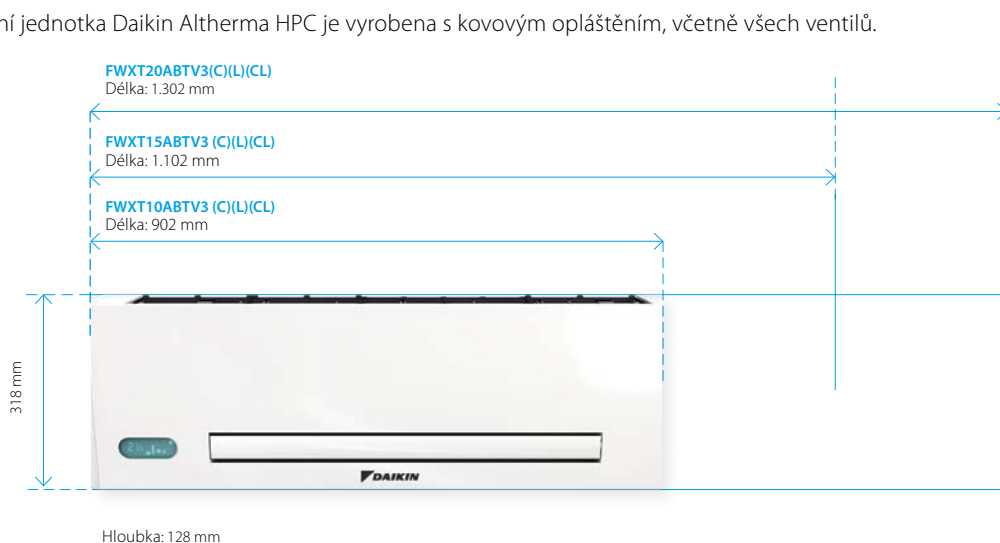 jednotka Daikin Altherma HPC je vyrobena s kovovým opláštěním, včetně všech ventilů.
FWXT20ABTV3(C)(L)(CL)
Délka: 1.302 mm
FWXT15ABTV3 (C)(L)(CL)
Délka: 1.102 mm
FWXT10ABTV3 (C)(L)(CL)
Délka: 902 mm
318 mm
DAIKIN
Hloubka: 128 mm